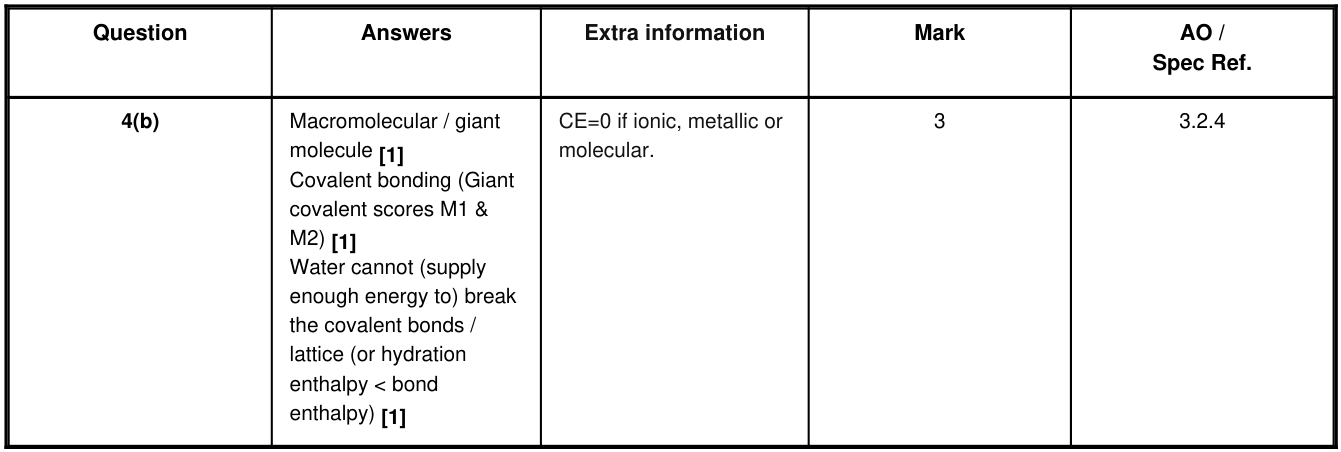 Question Answers Extra information Mark AO /
Spec Ref.
4(b) Macromolecular / giant CE=0 if ionic, metallic or 3 3.2.4
molecule [1] molecular.
Covalent bonding (Giant
covalent scores M1 &
M2) [1]
Water cannot (supply
enough energy to) break
the covalent bonds /
lattice (or hydration
enthalpy < bond
enthalpy) [1]